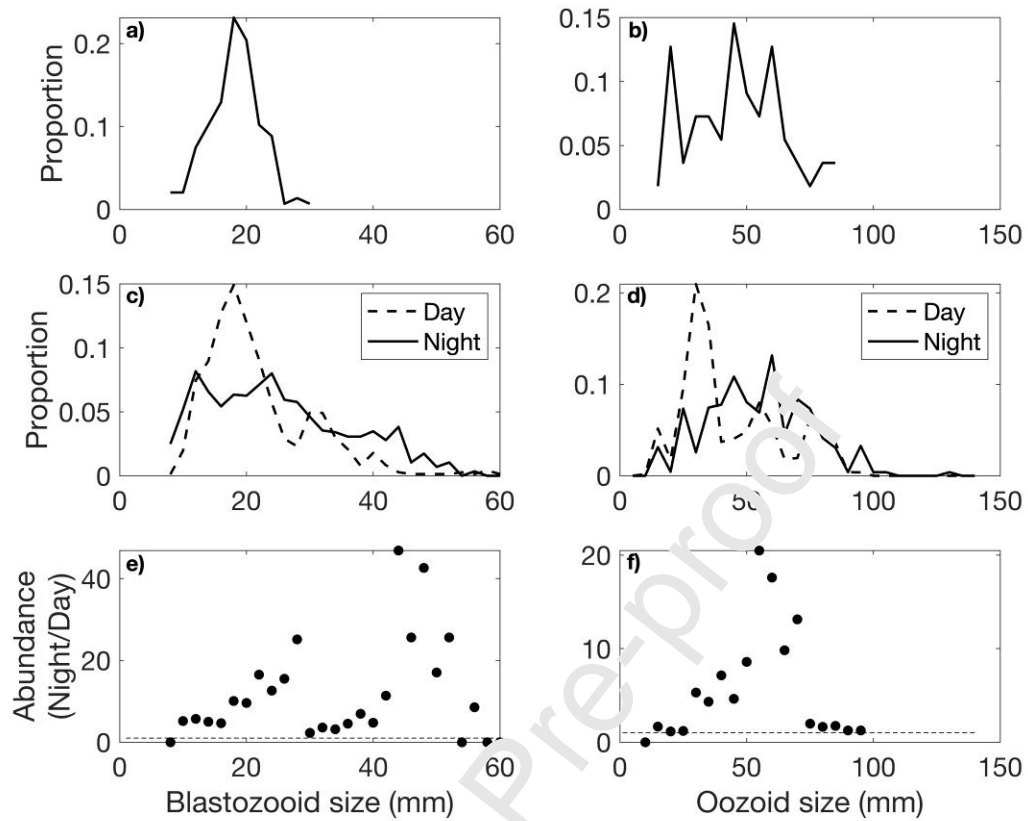 a)
b)
Proportion
0.2
0.1
0
0.15
0.1
0.05
0
0 20 40 60
0 50 100 150
c)
d)
Proportion
0.15
0.1
0.05
0
Day
Night
0.2
0.1
0
Day
Night
0 20 40 60
0 50 100 150
e)
f)
Abundance
(Night/Day)
40
20
0
20
10
0
0 20 40 60
0 50 100 150
Blastozooid size (mm)
Oozoid size (mm)
Pre-proof